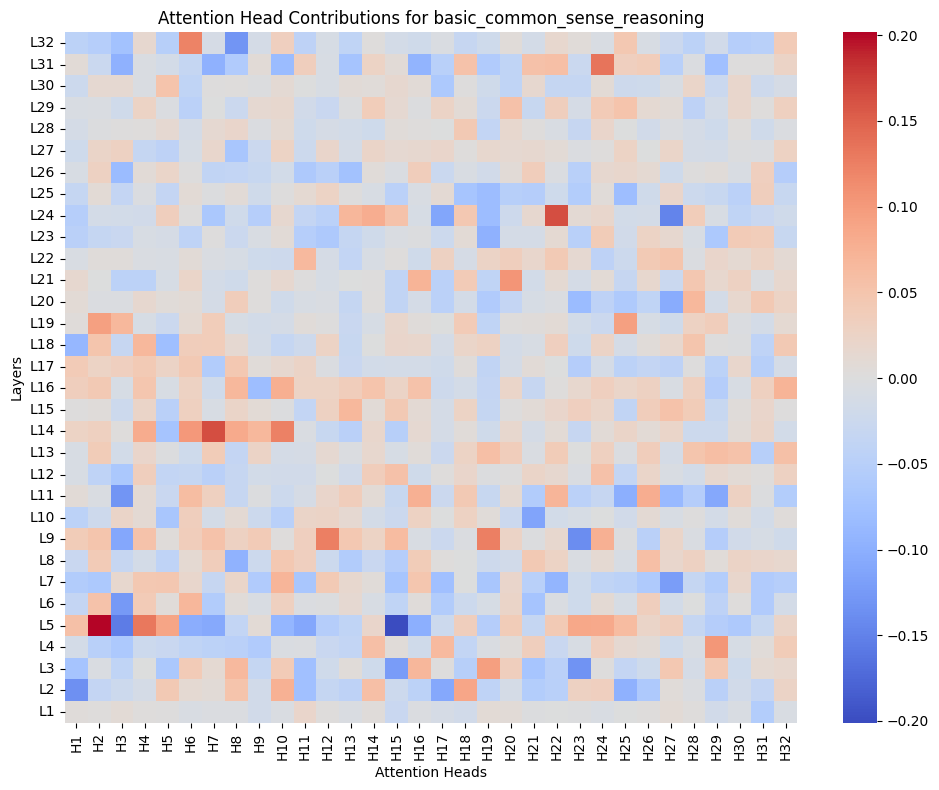 Attention Head Contributions for basic_common_sense_reasoning
Layers
L32
L31
L30
L29
L28
L27
L26
L25
L24
L23
L22
L21
L20
L19
L18
L17
L16
L15
L14
L13
L12
L11
L10
L9
L8
L7
L6
L5
L4
L3
L2
L1
H1 H2 H3 H4 H5 H6 H7 H8 H9 H10 H11 H12 H13 H14 H15 H16 H17 H18 H19 H20 H21 H22 H23 H24 H25 H26 H27 H28 H29 H30 H31 H32
Attention Heads
0.20
0.15
0.10
0.05
0.00
−0.05
−0.10
−0.15
−0.20